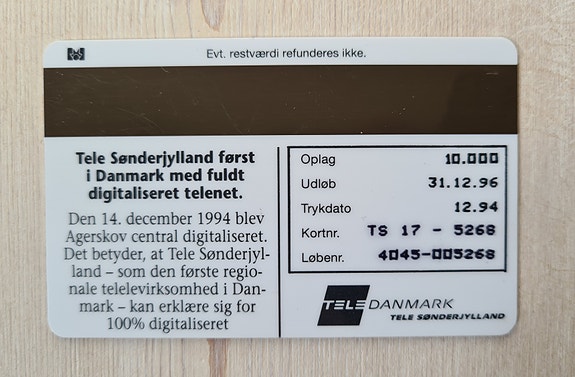 Evt. restværdi refunderes ikke.
Tele Sønderjylland først
i Danmark med fuldt
digitaliseret telenet.
Den 14. december 1994 blev
Agerskov central digitaliseret.
Det betyder, at Tele Sønderjyl-
land – som den første regio-
nale televirksomhed i Dan-
mark – kan erklære sig for
100% digitaliseret
Oplag 10.000
Udløb 31.12.96
Trykdato 12.94
Kortnr. TS 17 - 5268
Løbenr. 4045-005268
TELE DANMARK
TELE SØNDERJYLLAND